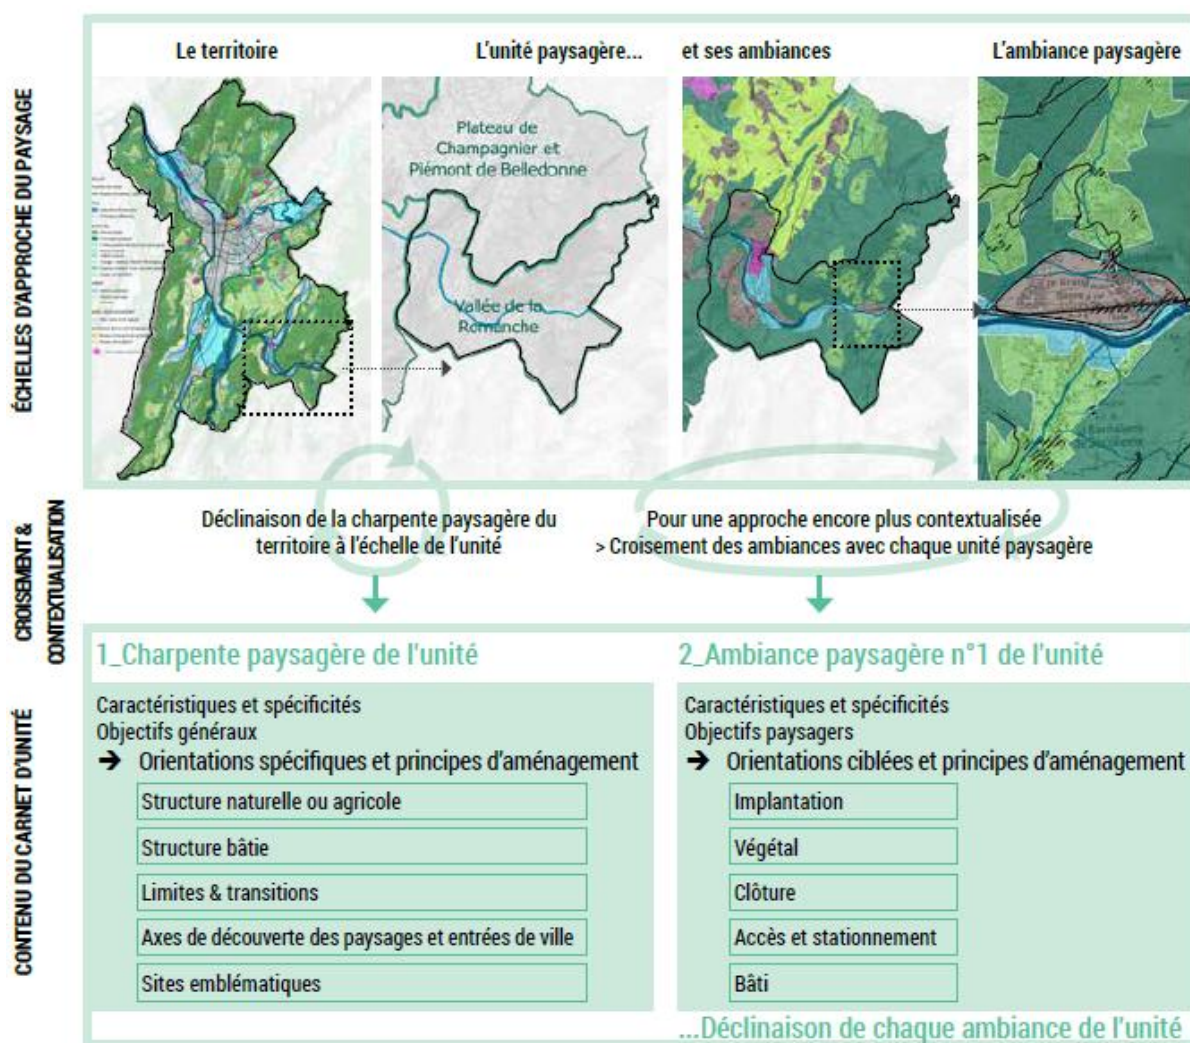 ÉCHELLES D'APPROCHE DU PAYSAGE
Le territoire
L'unité paysagère...
et ses ambiances
L'ambiance paysagère
Plateau de
Champagnier et
Piémont de Belledonne
Vallée de la
Romanche
CROISEMENT &
CONTEXTUALISATION
Déclinaison de la charpente paysagère du
territoire à l'échelle de l'unité
Pour une approche encore plus contextualisée
> Croisement des ambiances avec chaque unité paysagère
CONTENU DU CARNET D'UNITÉ
1_Charpente paysagère de l'unité
Caractéristiques et spécificités
Objectifs généraux
➔ Orientations spécifiques et principes d'aménagement
Structure naturelle ou agricole
Structure bâtie
Limites & transitions
Axes de découverte des paysages et entrées de ville
Sites emblématiques
2_Ambiance paysagère n°1 de l'unité
Caractéristiques et spécificités
Objectifs paysagers
➔ Orientations ciblées et principes d'aménagement
Implantation
Végétal
Clôture
Accès et stationnement
Bâti
...Déclinaison de chaque ambiance de l'unité